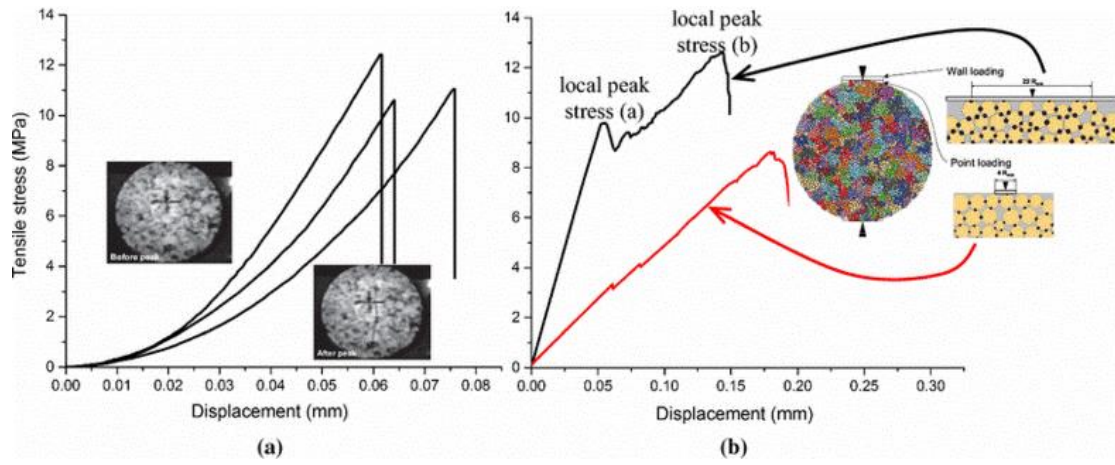 14
12
10
8
6
4
2
0
Tensile stress (MPa)
0.00
0.01
0.02
0.03
0.04
0.05
0.06
0.07
0.08
Displacement (mm)
Before peak
After peak
(a)
14
12
10
8
6
4
2
0
0.00
0.05
0.10
0.15
0.20
0.25
0.30
Displacement (mm)
local peak
stress (a)
local peak
stress (b)
Wall loading
Point loading
(b)